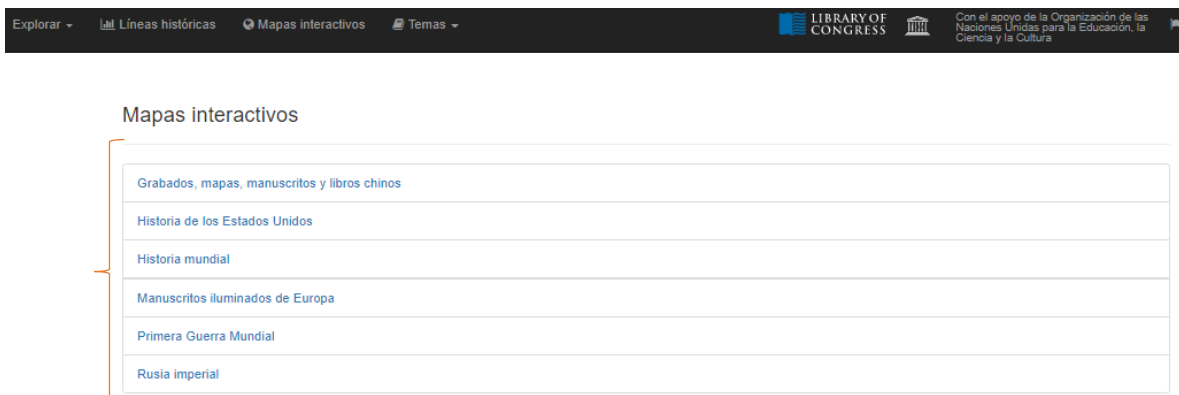 Explorar Líneas históricas Mapas interactivos Temas LIBRARY OF CONGRESS Con el apoyo de la Organización de las Naciones Unidas para la Educación, la Ciencia y la Cultura
Mapas interactivos
Grabados, mapas, manuscritos y libros chinos
Historia de los Estados Unidos
Historia mundial
Manuscritos iluminados de Europa
Primera Guerra Mundial
Rusia imperial